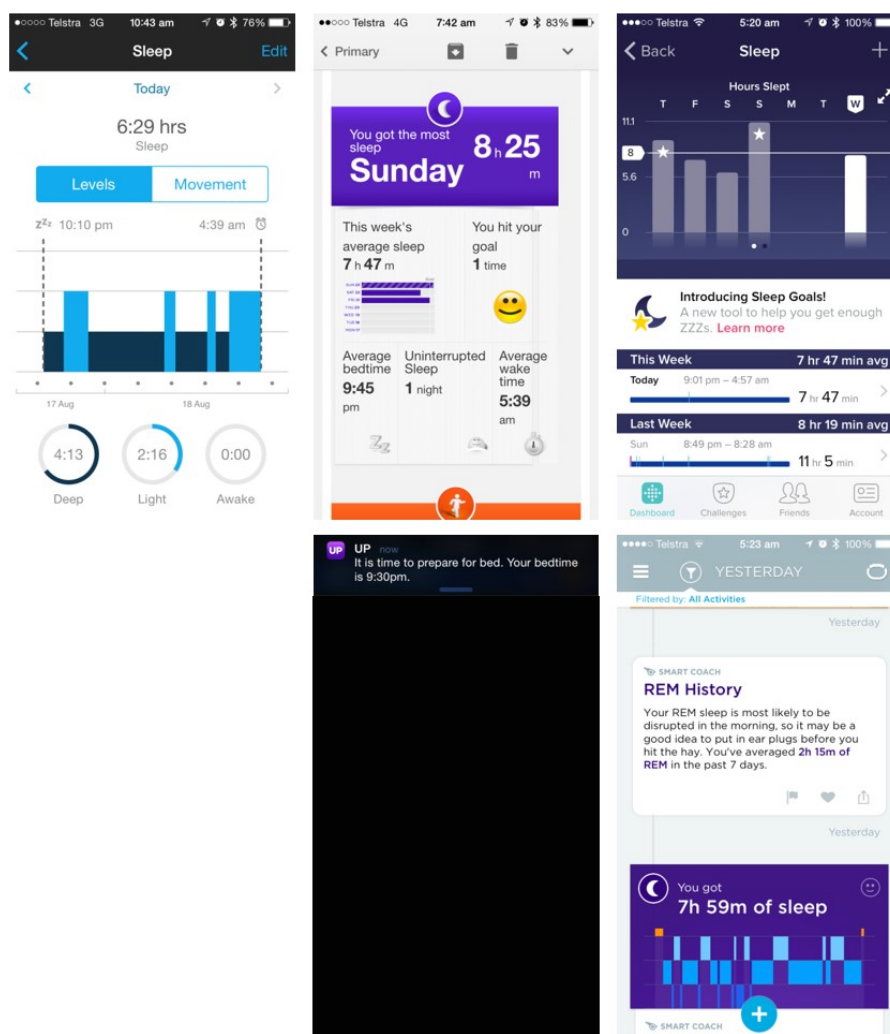 ●○○○○ Telstra 3G 10:43 am 76%
Sleep Edit
Today
6:29 hrs
Sleep
Levels Movement
zZz 10:10 pm 4:39 am
17 Aug 18 Aug
4:13 2:16 0:00
Deep Light Awake
●●○○○ Telstra 4G 7:42 am 83%
Primary
You got the most
sleep
Sunday
8 h 25
m
This week's
average sleep
7 h 47 m
You hit your
goal
1 time
Average
bedtime
9:45
pm
Uninterrupted
Sleep
1 night
Average
wake
time
5:39
am
●●●○○ Telstra 5:20 am 100%
Back Sleep +
Hours Slept
T F S S M T W
11.1
8
5.6
0
Introducing Sleep Goals!
A new tool to help you get enough
ZZZs. Learn more
This Week 7 hr 47 min avg
Today 9:01 pm – 4:57 am
7 hr 47 min
Last Week 8 hr 19 min avg
Sun 8:49 pm – 8:28 am
11 hr 5 min
Dashboard Challenges Friends Account
UP UP now
It is time to prepare for bed. Your bedtime
is 9:30pm.
●●●●○ Telstra 5:23 am 100%
YESTERDAY
Filtered by: All Activities
Yesterday
SMART COACH
REM History
Your REM sleep is most likely to be
disrupted in the morning, so it may be a
good idea to put in ear plugs before you
hit the hay. You've averaged 2h 15m of
REM in the past 7 days.
Yesterday
You got
7h 59m of sleep
+
SMART COACH